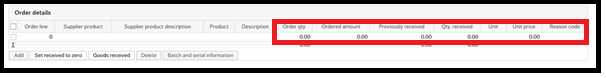 Order details
Order line Supplier product Supplier product description Product Description Order qty Ordered amount Previously received Qty. received Unit Unit price Reason code
0 0.00 0.00 0.00 0.00 0.00
Σ 0.00 0.00 0.00
Add Set received to zero Goods received Delete Batch and serial information